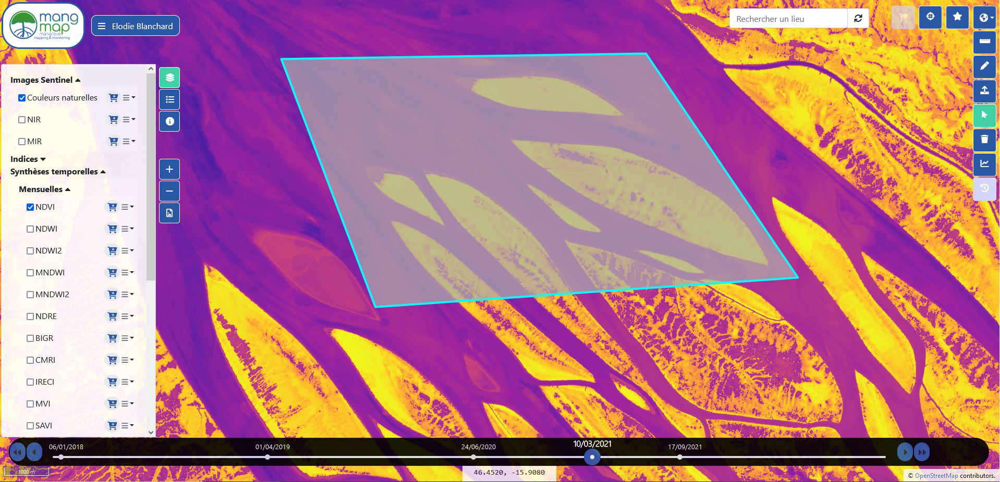 mang
map
mangrove
mapping & monitoring
Elodie Blanchard
Rechercher un lieu
Images Sentinel
Couleurs naturelles
NIR
MIR
Indices
Synthèses temporelles
Mensuelles
NDVI
NDWI
NDWI2
MNDWI
MNDWI2
NDRE
BIGR
CMRI
IRECI
MVI
SAVI
06/01/2018
01/04/2019
24/06/2020
10/03/2021
17/09/2021
1000 m
46.4520, -15.9080
© OpenStreetMap contributors.